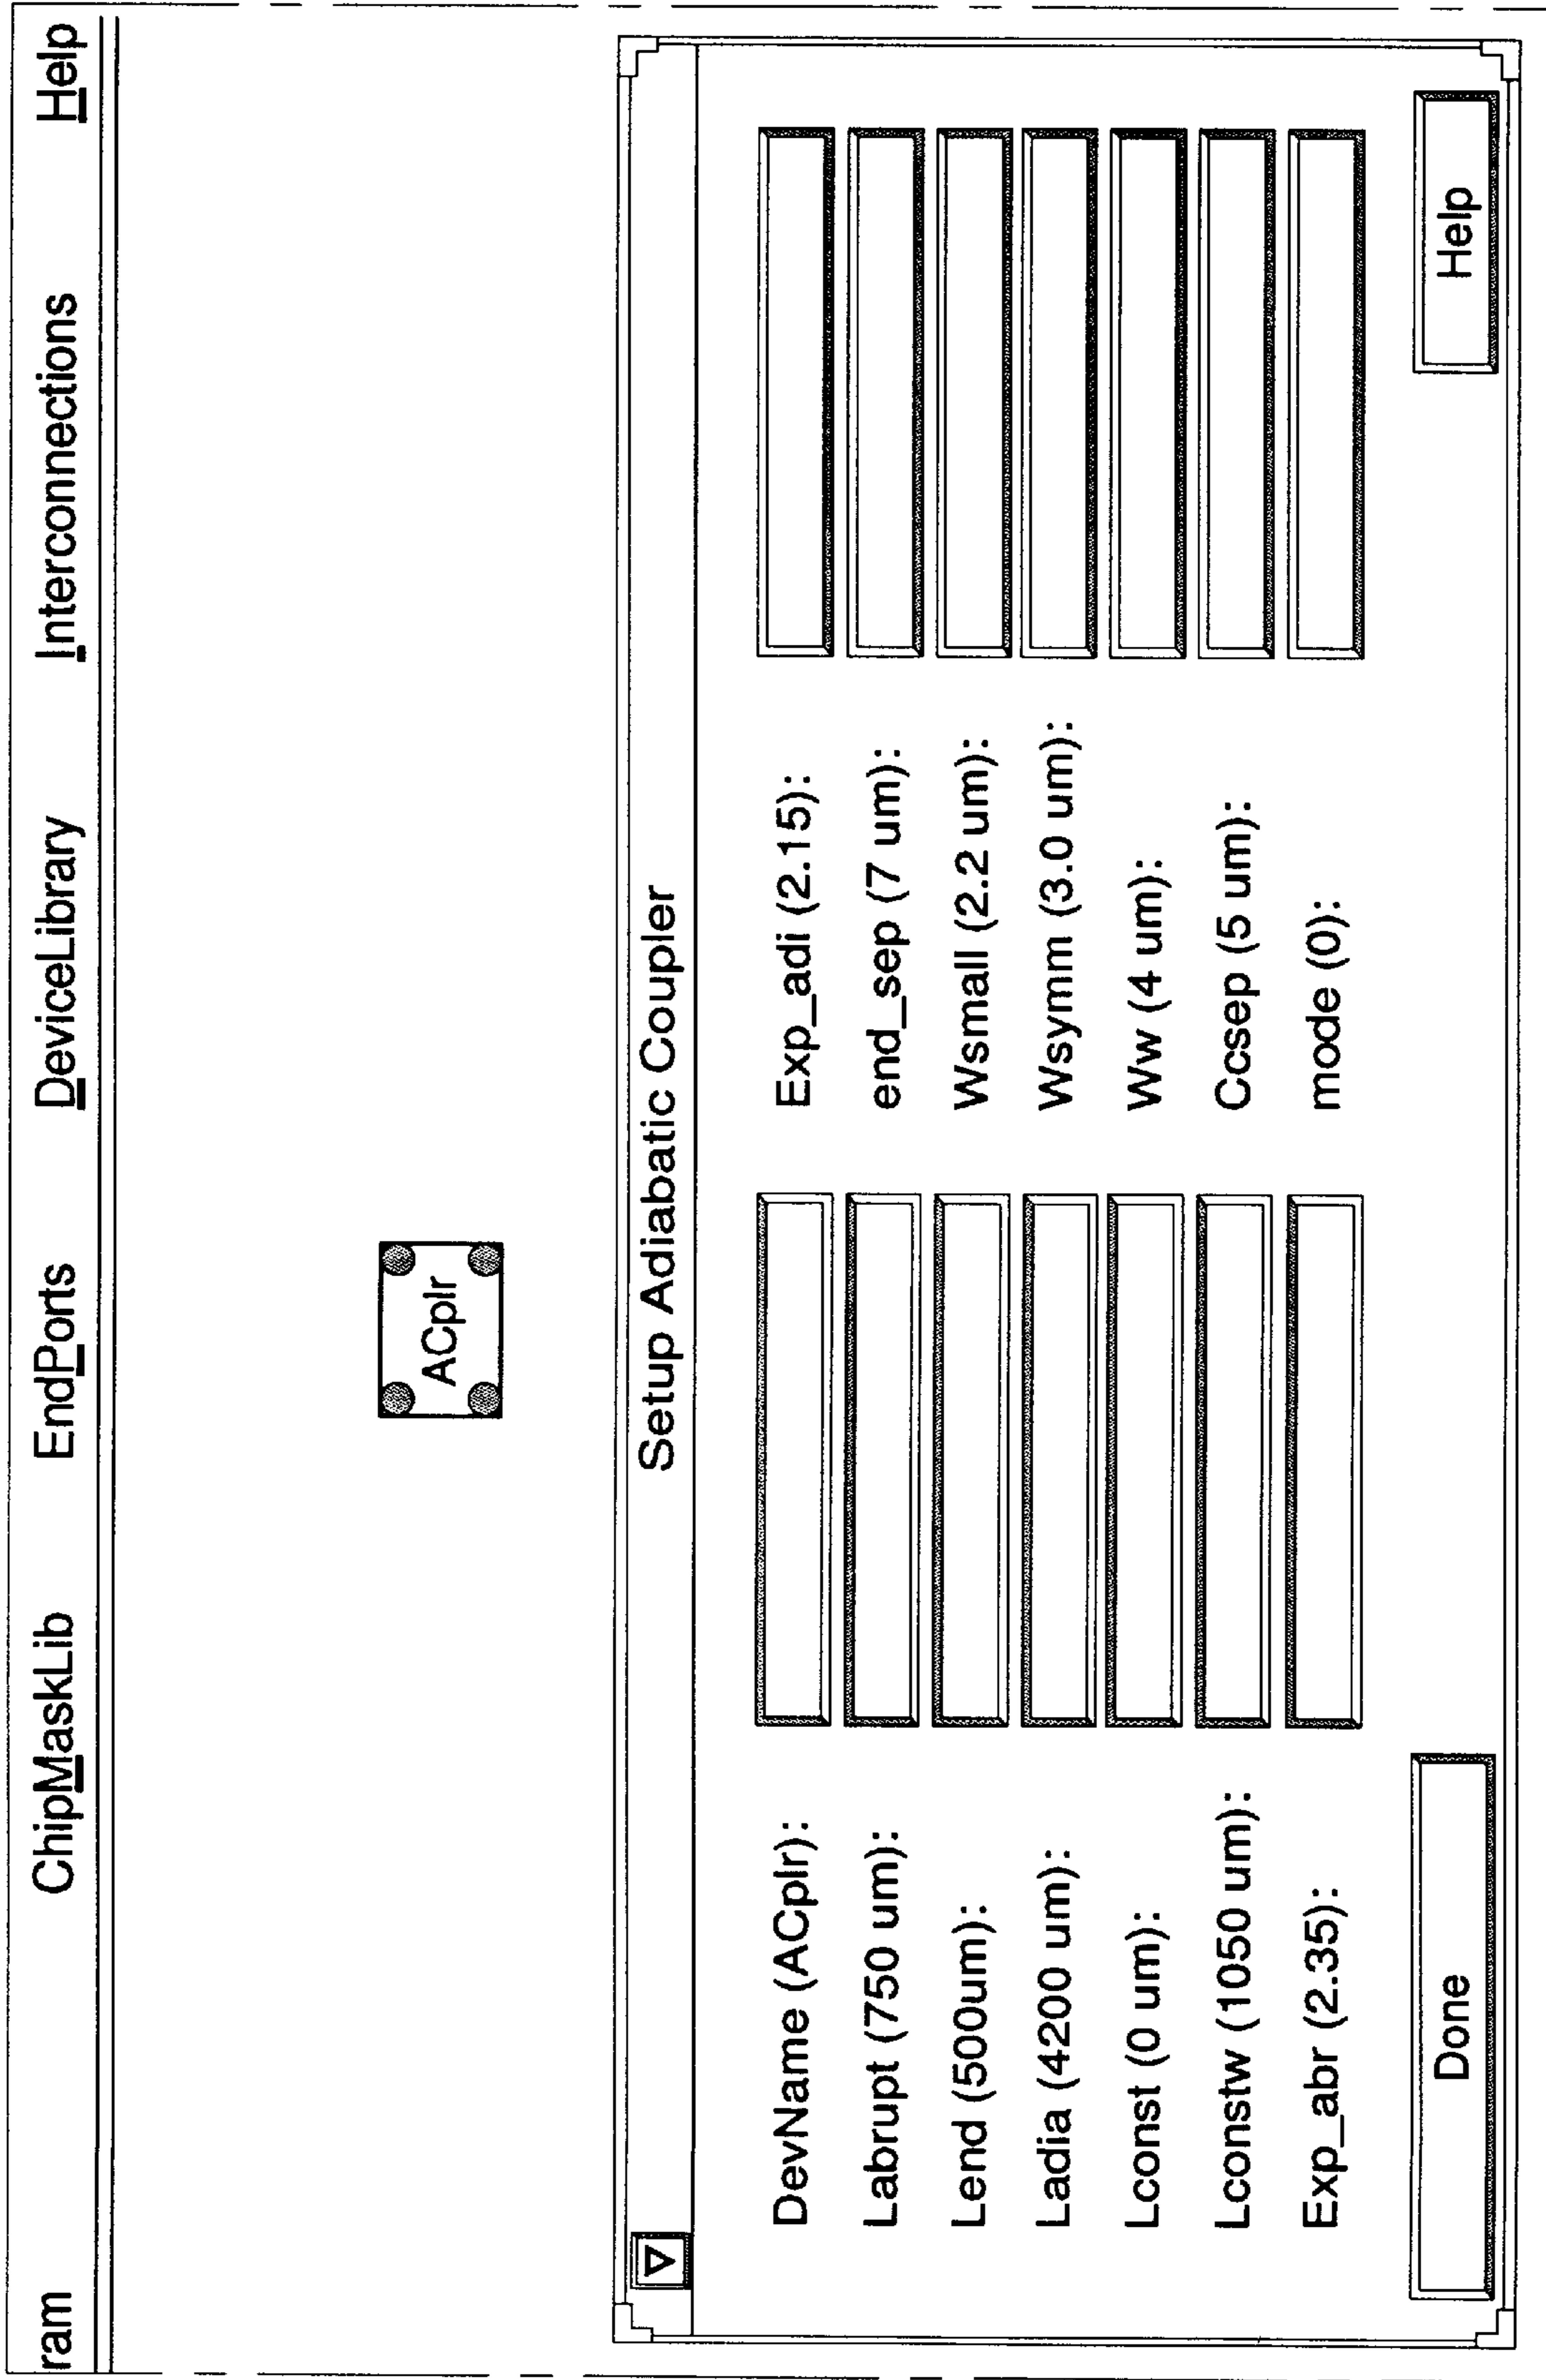 ram ChipMaskLib EndPorts DeviceLibrary Interconnections Help
ACplr
Setup Adiabatic Coupler
DevName (ACplr): Exp_adi (2.15):
Labrupt (750 um): end_sep (7 um):
Lend (500um): Wsmall (2.2 um):
Ladia (4200 um): Wsymm (3.0 um):
Lconst (0 um): Ww (4 um):
Lconstw (1050 um): Ccsep (5 um):
Exp_abr (2.35): mode (0):
Done Help